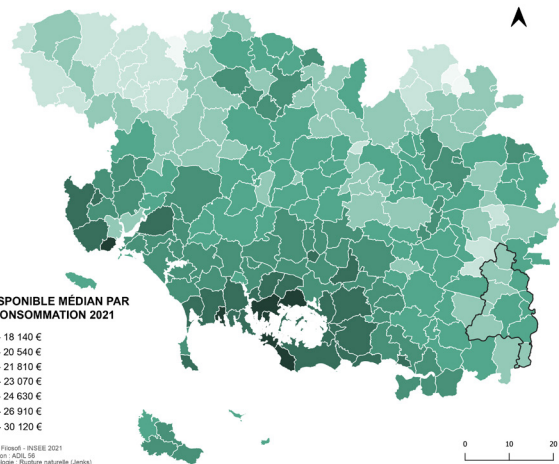 SPONIBLE MÉDIAN PAR
ONSOMMATION 2021
18 140 €
20 540 €
21 810 €
23 070 €
24 630 €
26 910 €
30 120 €
Filosofi - INSEE 2021
on : ADIL 56
ologie : Rupture naturelle (Jenks)
0 10 20